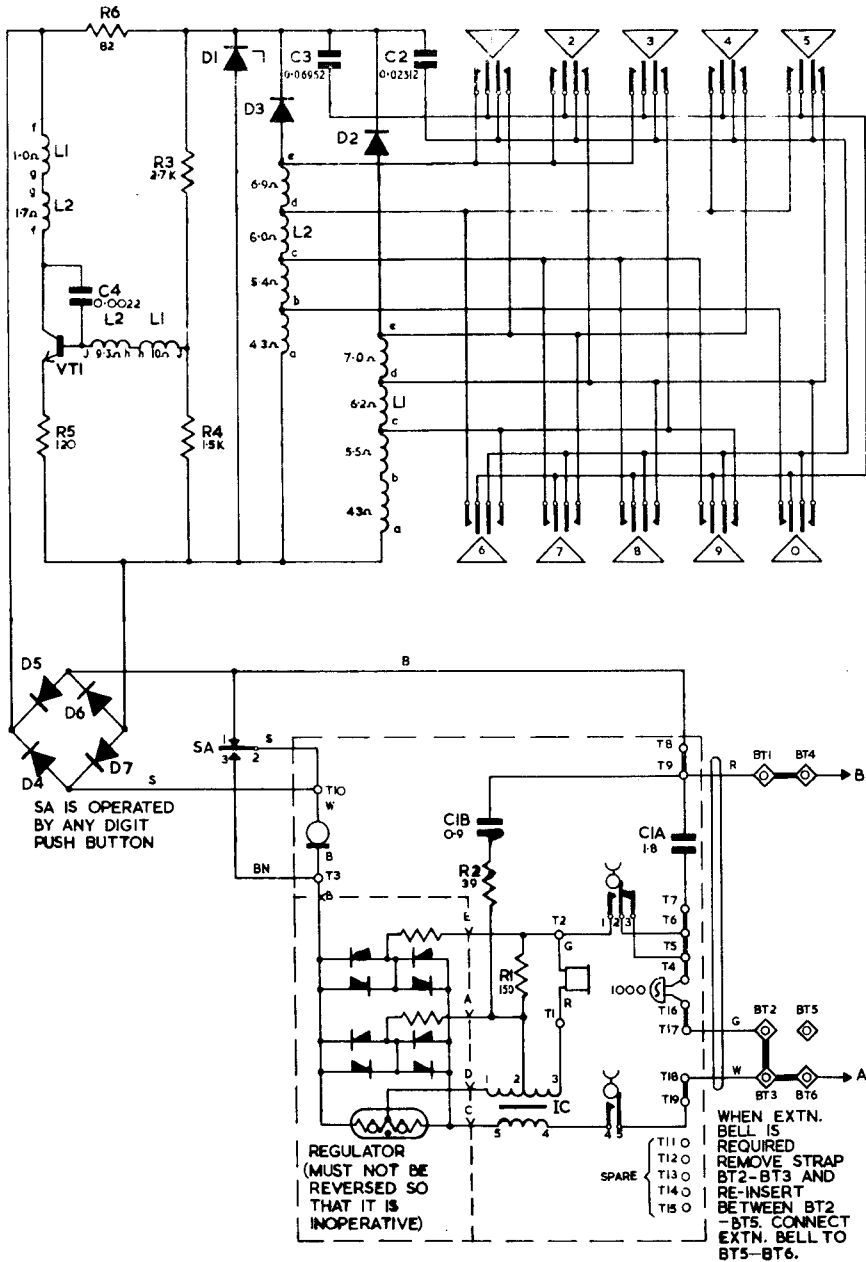 R6
82
D1
C3
0·06952
C2
0·02312
1
2
3
4
5
D3
D2
f
1·0Ω
L1
g
g
1·7Ω
L2
f
R3
2·7K
e
6·9Ω
d
6·0Ω
L2
c
5·4Ω
b
43Ω
a
C4
0·0022
L2
L1
J
9·3Ω
h
h
10Ω
J
VT1
e
7·0Ω
d
6·2Ω
L1
c
5·5Ω
b
43Ω
a
R5
120
R4
1·5K
6
7
8
9
0
D5
D6
D4
D7
B
S
SA
1
3
2
S
SA IS OPERATED
BY ANY DIGIT
PUSH BUTTON
BN
T10
W
B
T3
B
T8
T9
R
BT1
BT4
B
C1B
0·9
C1A
1·8
R2
39
T7
T6
T5
T4
1
2
3
E
T2
G
R1
150
R
T1
A
1000
T16
T17
G
BT2
BT5
D
1
2
3
C
IC
5
4
4
5
T18
T19
W
BT3
BT6
A
REGULATOR
(MUST NOT BE
REVERSED SO
THAT IT IS
INOPERATIVE)
SPARE
T11
T12
T13
T14
T15
WHEN EXTN.
BELL IS
REQUIRED
REMOVE STRAP
BT2-BT3 AND
RE-INSERT
BETWEEN BT2
-BT5. CONNECT
EXTN. BELL TO
BT5-BT6.